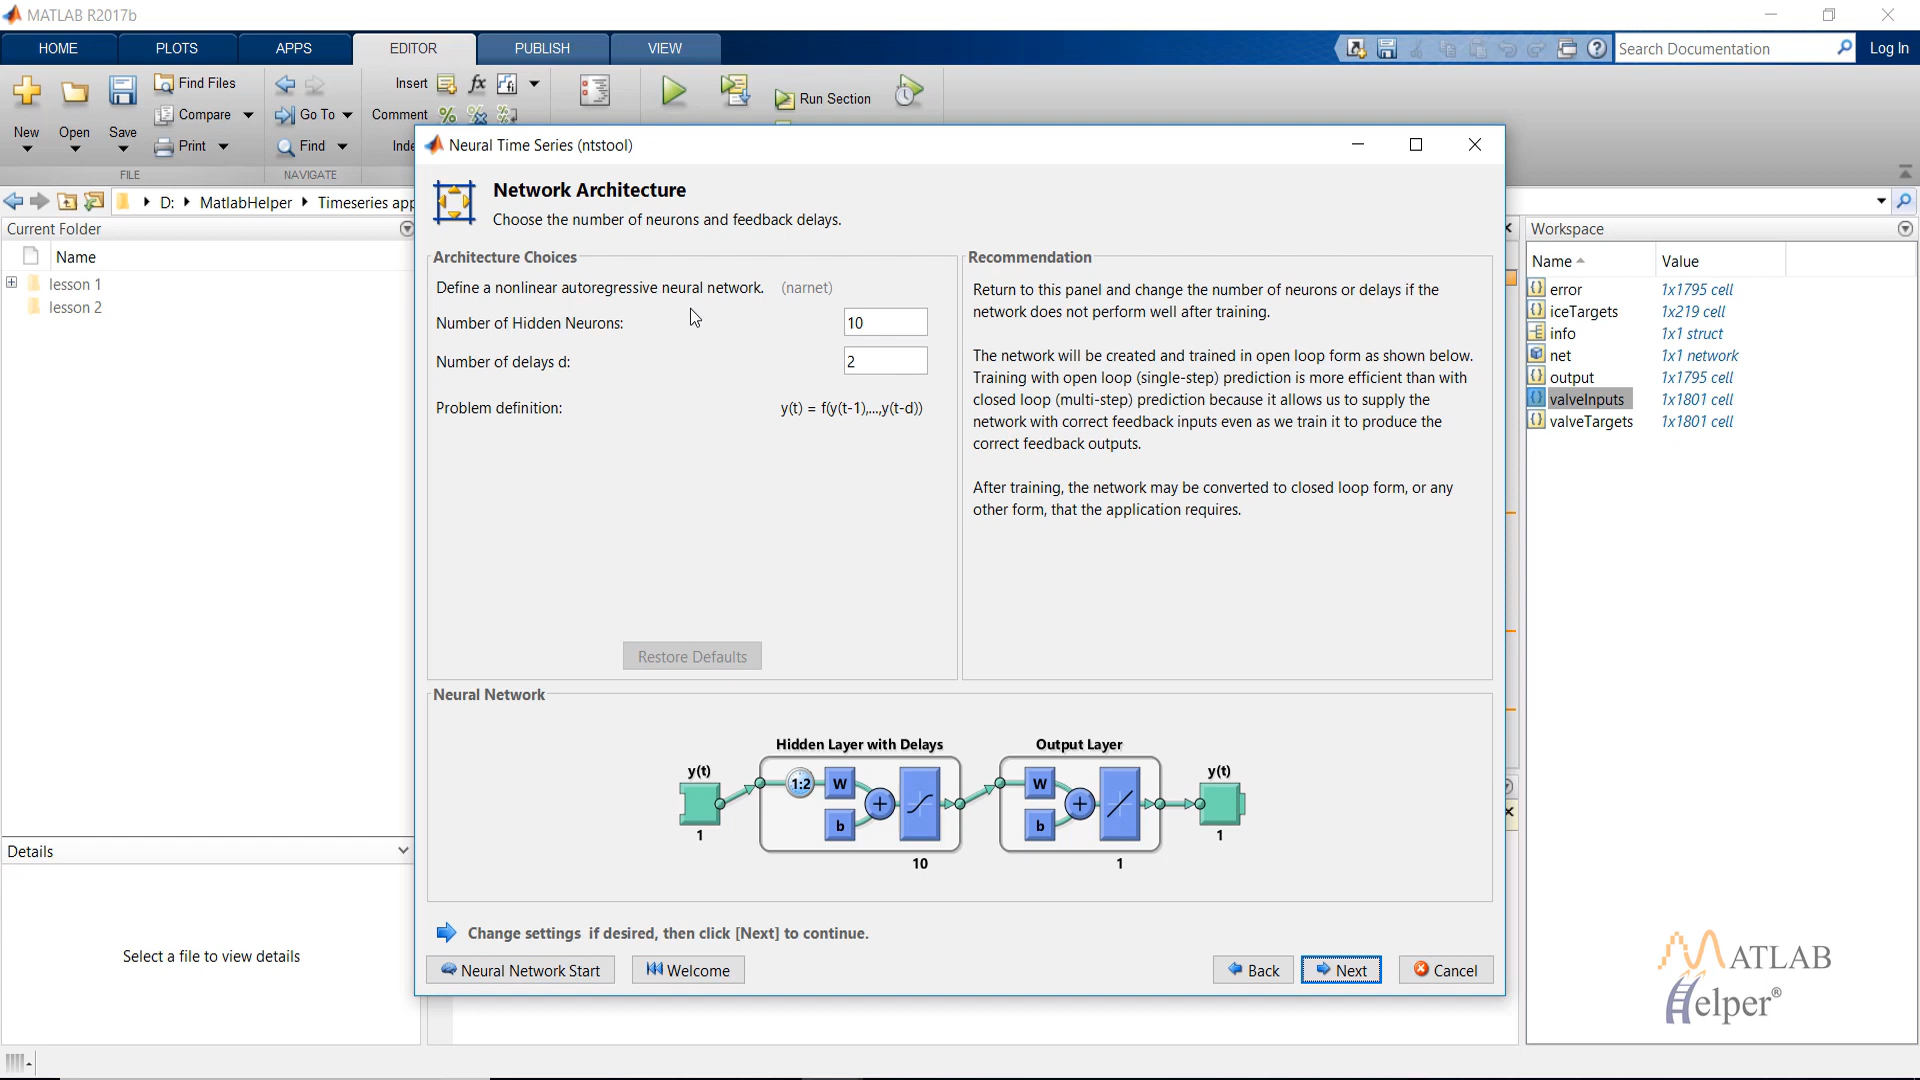 MATLAB R2017b
HOME PLOTS APPS EDITOR PUBLISH VIEW
Search Documentation
Log In
New
Open
Save
Find Files
Compare
Print
FILE
Go To
Find
NAVIGATE
Insert
fx
Comment
%
Inde
Run Section
D: MatlabHelper Timeseries app
Current Folder
Name
lesson 1
lesson 2
Details
Select a file to view details
Neural Time Series (ntstool)
Network Architecture
Choose the number of neurons and feedback delays.
Architecture Choices
Define a nonlinear autoregressive neural network. (narnet)
Number of Hidden Neurons: 10
Number of delays d: 2
Problem definition: y(t) = f(y(t-1),...,y(t-d))
Restore Defaults
Recommendation
Return to this panel and change the number of neurons or delays if the
network does not perform well after training.
The network will be created and trained in open loop form as shown below.
Training with open loop (single-step) prediction is more efficient than with
closed loop (multi-step) prediction because it allows us to supply the
network with correct feedback inputs even as we train it to produce the
correct feedback outputs.
After training, the network may be converted to closed loop form, or any
other form, that the application requires.
Neural Network
Hidden Layer with Delays Output Layer
y(t) y(t)
1:2 W W
+ +
b b
1 1
10 1
Change settings if desired, then click [Next] to continue.
Neural Network Start Welcome Back Next Cancel
Workspace
Name Value
error 1x1795 cell
iceTargets 1x219 cell
info 1x1 struct
net 1x1 network
output 1x1795 cell
valveInputs 1x1801 cell
valveTargets 1x1801 cell
MATLAB
Helper®